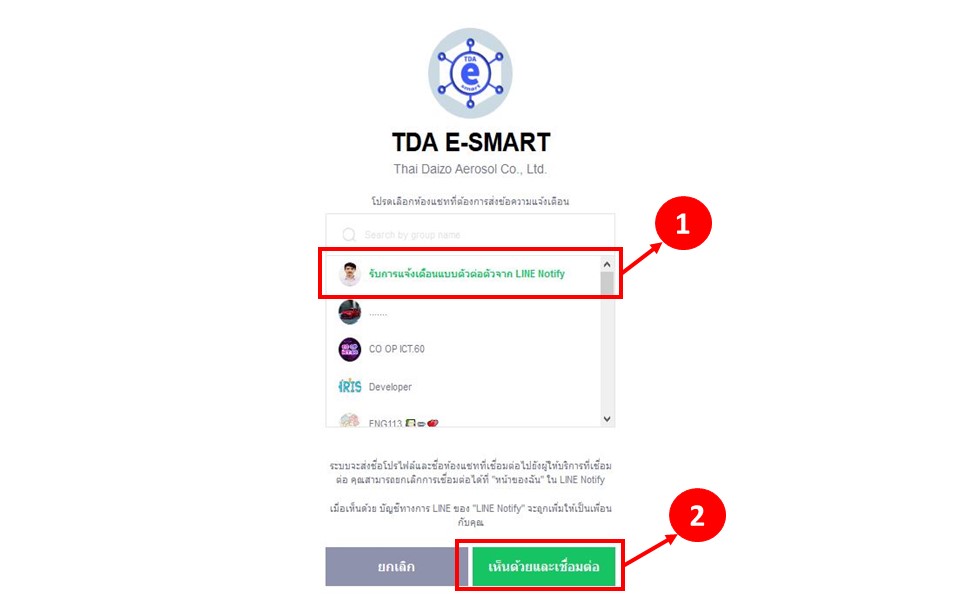 TDA
e
smart
TDA E-SMART
Thai Daizo Aerosol Co., Ltd.
โปรดเลือกห้องแชทที่ต้องการส่งข้อความแจ้งเตือน
Search by group name
1
รับการแจ้งเตือนแบบตัวต่อตัวจาก LINE Notify
.......
CO OP ICT.60
IRIS Developer
ENG113
ระบบจะส่งชื่อโปรไฟล์และชื่อห้องแชทที่เชื่อมต่อไปยังผู้ให้บริการที่เชื่อม
ต่อ คุณสามารถยกเลิกการเชื่อมต่อได้ที่ "หน้าของฉัน" ใน LINE Notify
เมื่อเห็นด้วย บัญชีทางการ LINE ของ "LINE Notify" จะถูกเพิ่มให้เป็นเพื่อน
กับคุณ
2
ยกเลิก
เห็นด้วยและเชื่อมต่อ